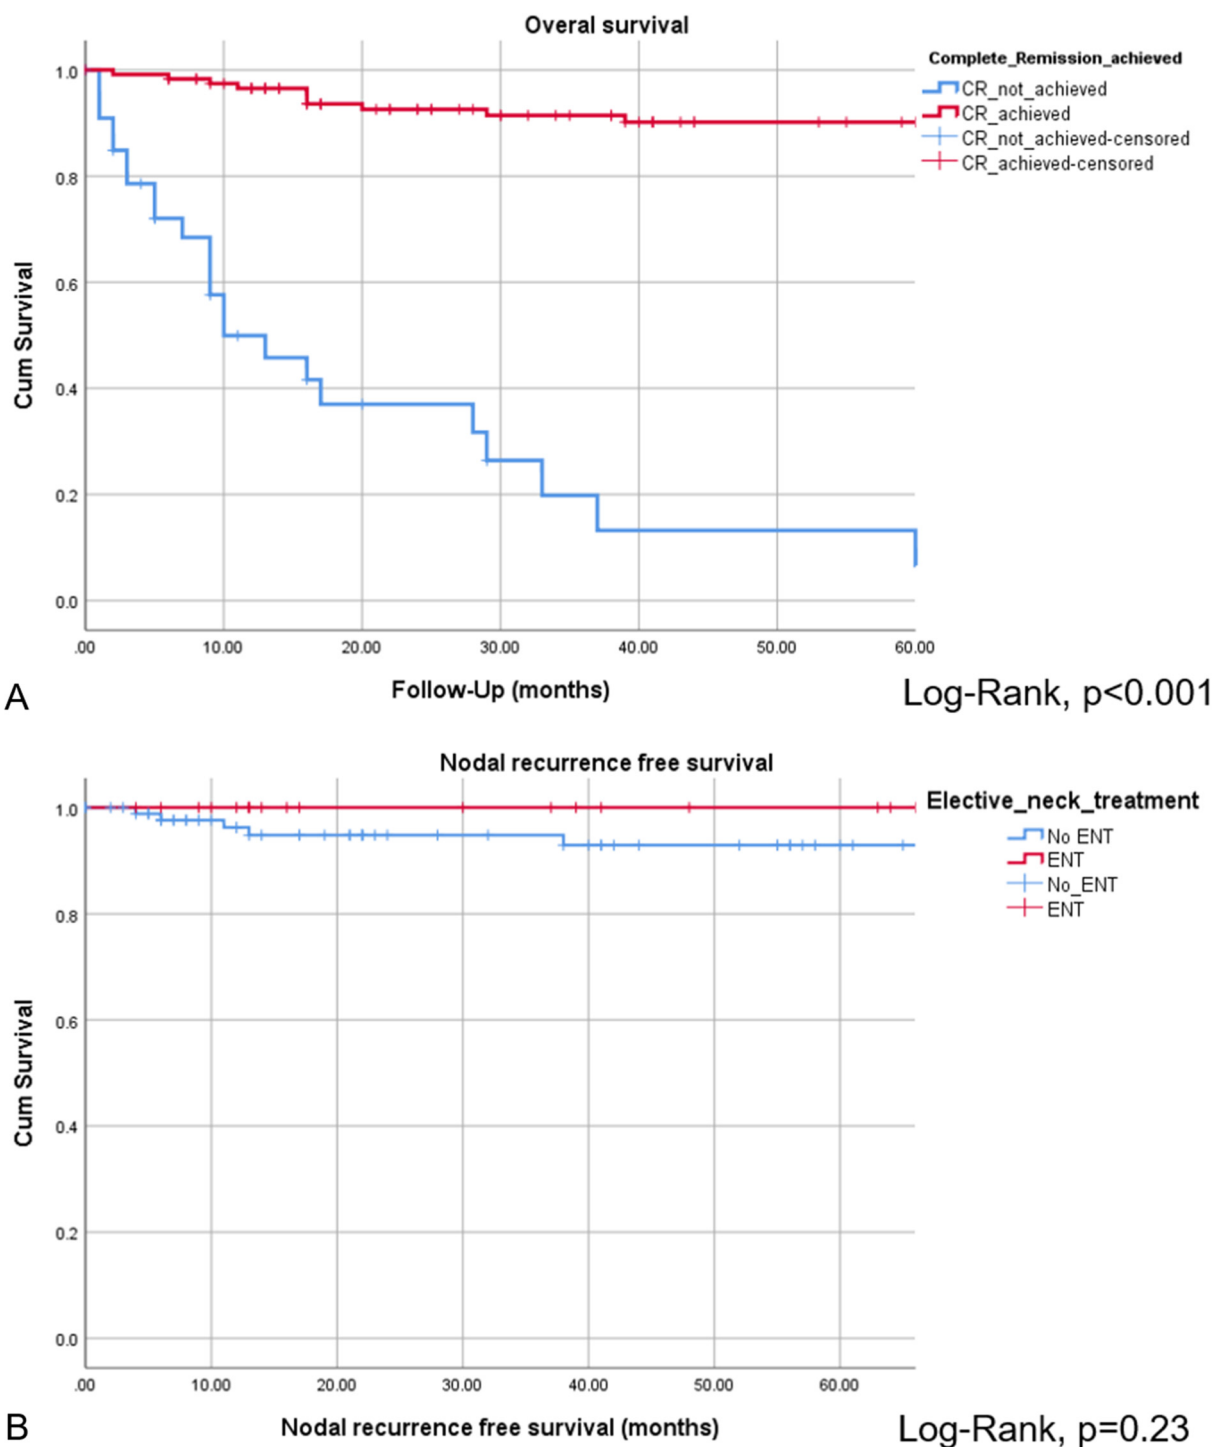 Overal survival
Complete_Remission_achieved
CR_not_achieved
CR_achieved
CR_not_achieved-censored
CR_achieved-censored
1.0
0.8
0.6
0.4
0.2
0.0
Cum Survival
.00 10.00 20.00 30.00 40.00 50.00 60.00
Follow-Up (months)
A
Log-Rank, p<0.001
Nodal recurrence free survival
Elective_neck_treatment
No ENT
ENT
No_ENT
ENT
1.0
0.8
0.6
0.4
0.2
0.0
Cum Survival
.00 10.00 20.00 30.00 40.00 50.00 60.00
Nodal recurrence free survival (months)
B
Log-Rank, p=0.23